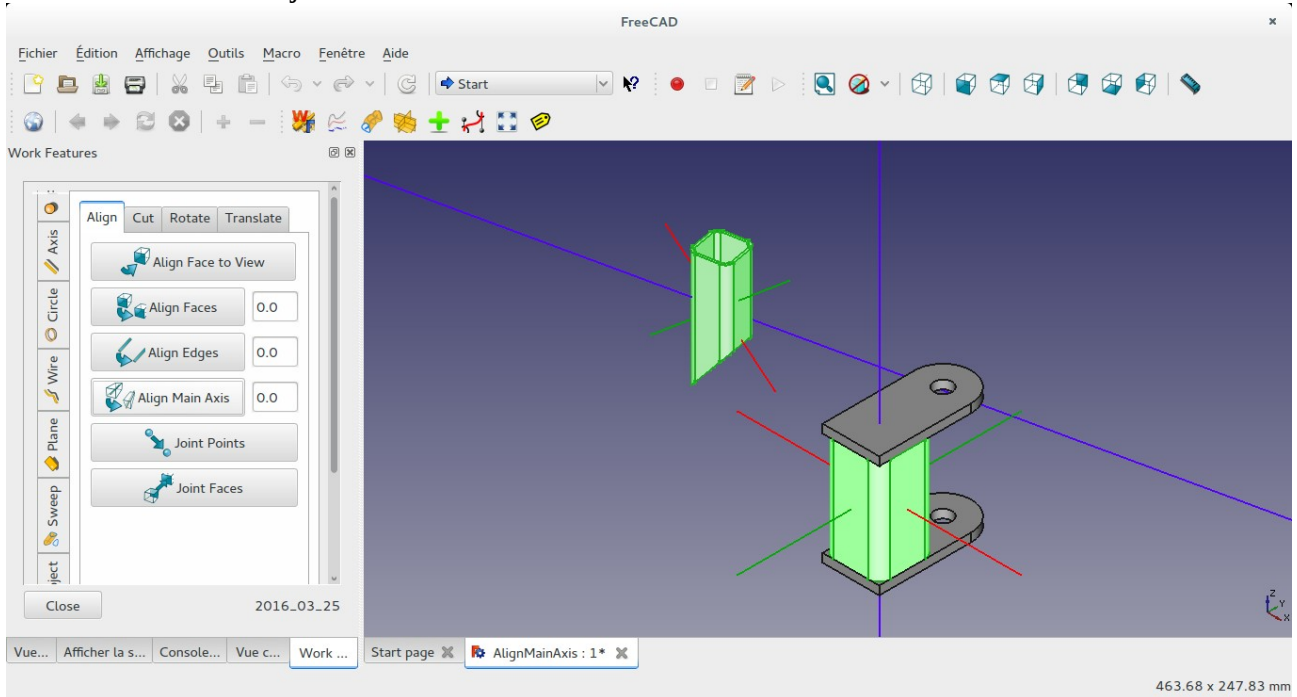 FreeCAD
Fichier Édition Affichage Outils Macro Fenêtre Aide
Start
Work Features
Axis
Circle
Wire
Plane
Sweep
ject
Align Cut Rotate Translate
Align Face to View
Align Faces 0.0
Align Edges 0.0
Align Main Axis 0.0
Joint Points
Joint Faces
Close 2016_03_25
Z
Y
X
Vue... Afficher la s... Console... Vue c... Work ... Start page AlignMainAxis : 1*
463.68 x 247.83 mm